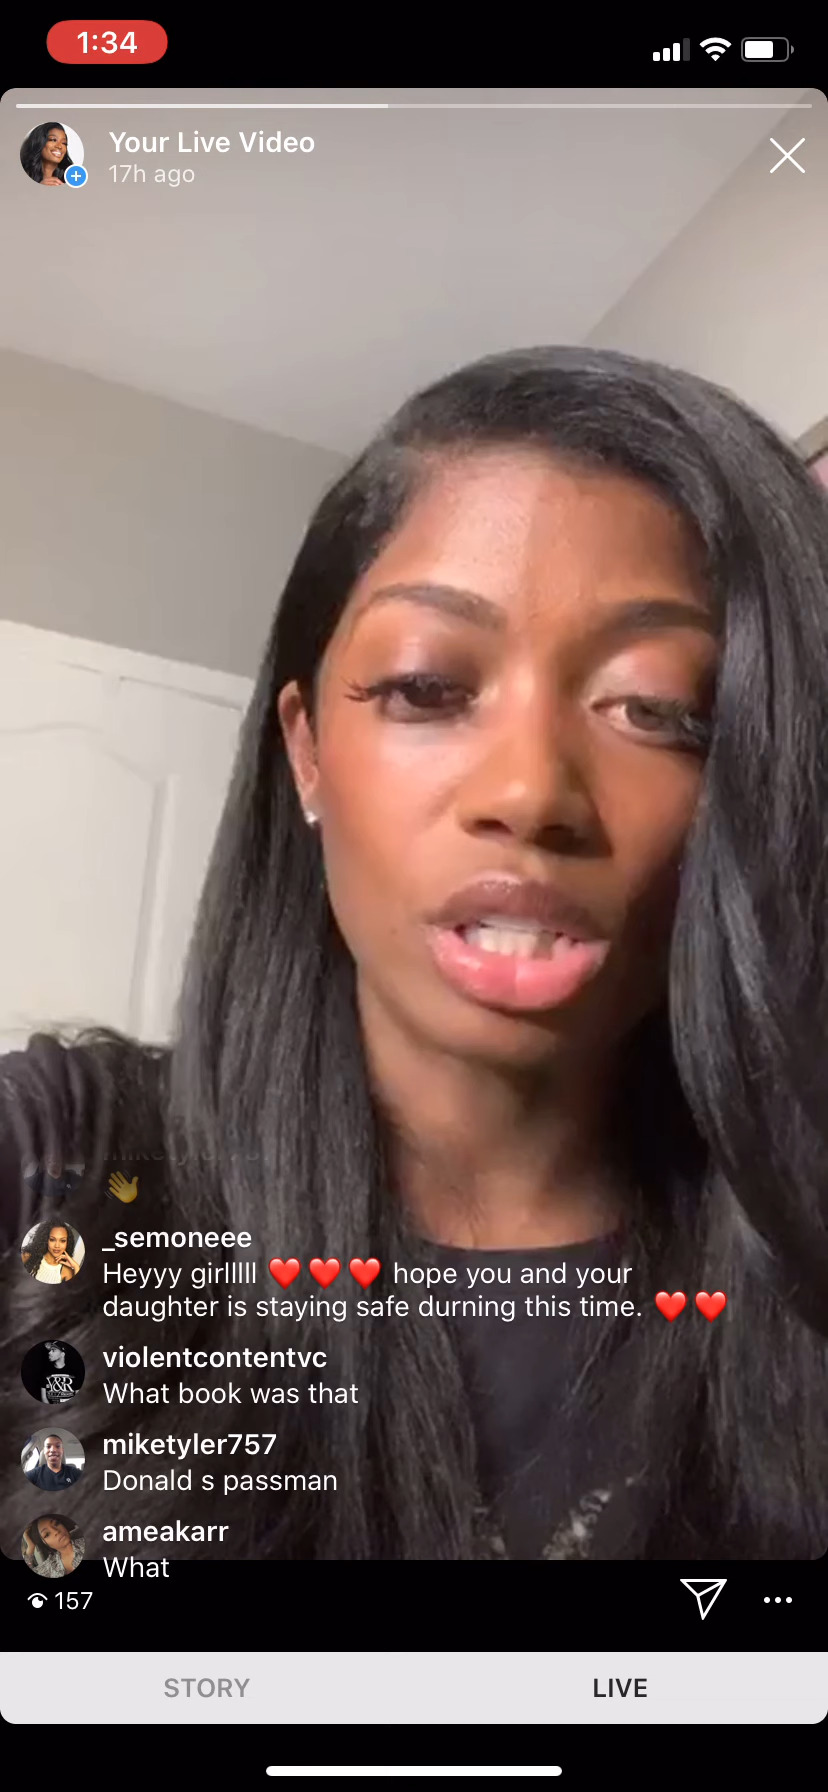 1:34
Your Live Video
17h ago
👋
_semoneee
Heyyy girlllll ❤️❤️❤️ hope you and your
daughter is staying safe durning this time. ❤️❤️
violentcontentvc
What book was that
miketyler757
Donald s passman
ameakarr
What
157
STORY
LIVE